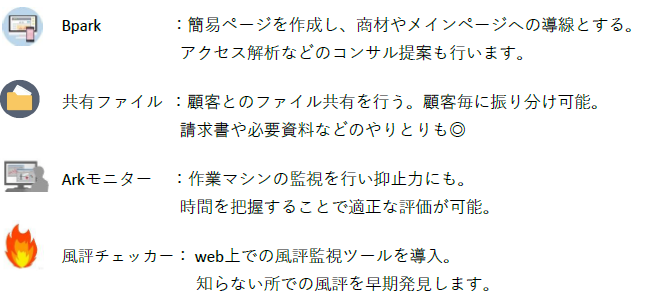 Bpark ：簡易ページを作成し、商材やメインページへの導線とする。
アクセス解析などのコンサル提案も行います。
共有ファイル ：顧客とのファイル共有を行う。顧客毎に振り分け可能。
請求書や必要資料などのやりとりも◎
Arkモニター ：作業マシンの監視を行い抑止力にも。
時間を把握することで適正な評価が可能。
風評チェッカー： web上での風評監視ツールを導入。
知らない所での風評を早期発見します。